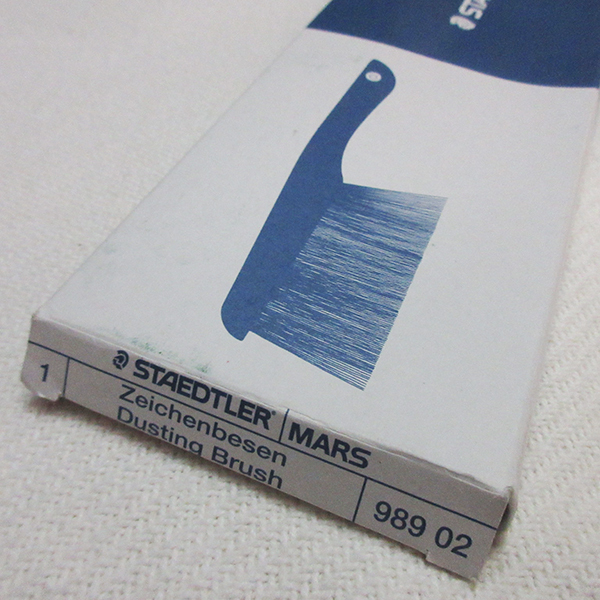 STAEDTLER MARS
1
Zeichenbesen
Dusting Brush
989 02